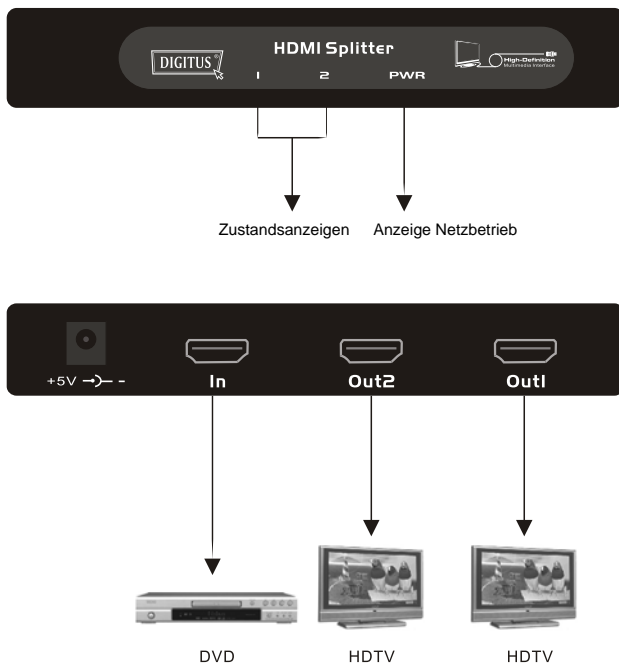 DIGITUS®
HDMI Splitter
1 2 PWR
High-Definition
Multimedia Interface
Zustandsanzeigen Anzeige Netzbetrieb
+5V -
In
Out2
Out1
DVD
HDTV
HDTV